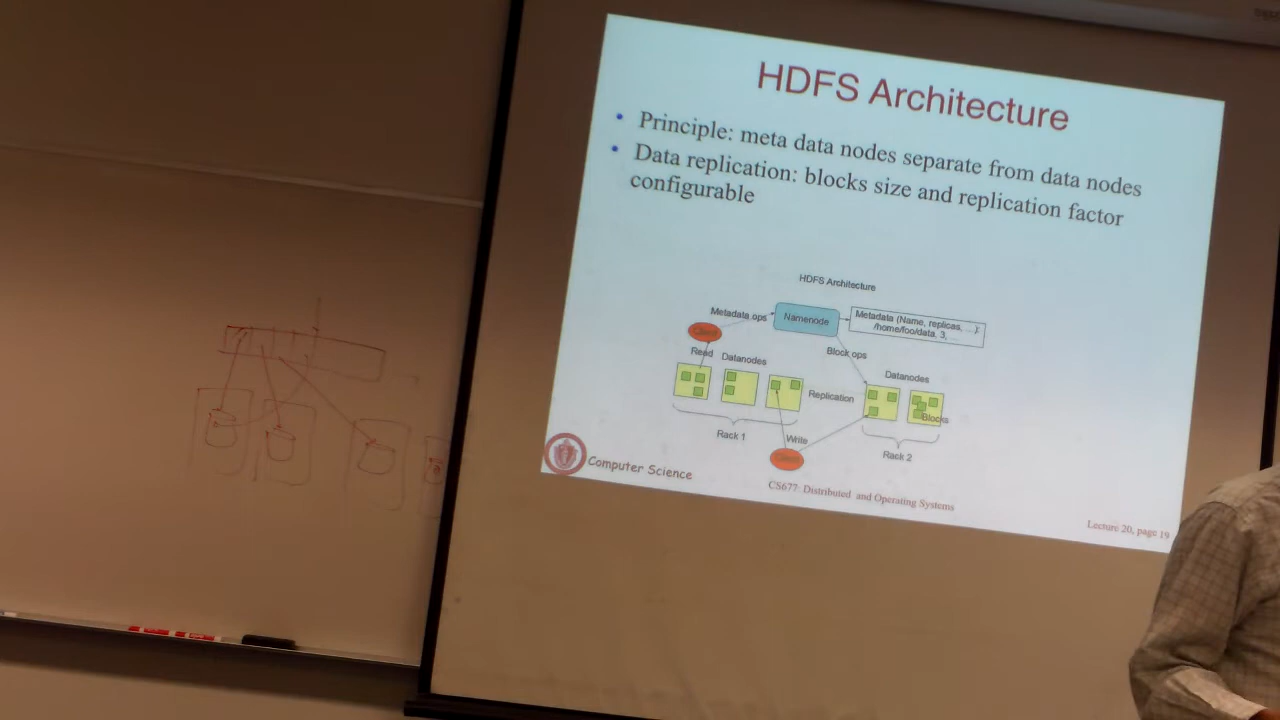 HDFS Architecture
• Principle: meta data nodes separate from data nodes
• Data replication: blocks size and replication factor
configurable
HDFS Architecture
Metadata ops
Namenode
Metadata (Name, replicas, ...):
/home/foo/data, 3, ...
Client
Read
Datanodes
Block ops
Datanodes
Replication
Blocks
Rack 1
Write
Rack 2
Client
Computer Science
CS677: Distributed and Operating Systems
Lecture 20, page 19